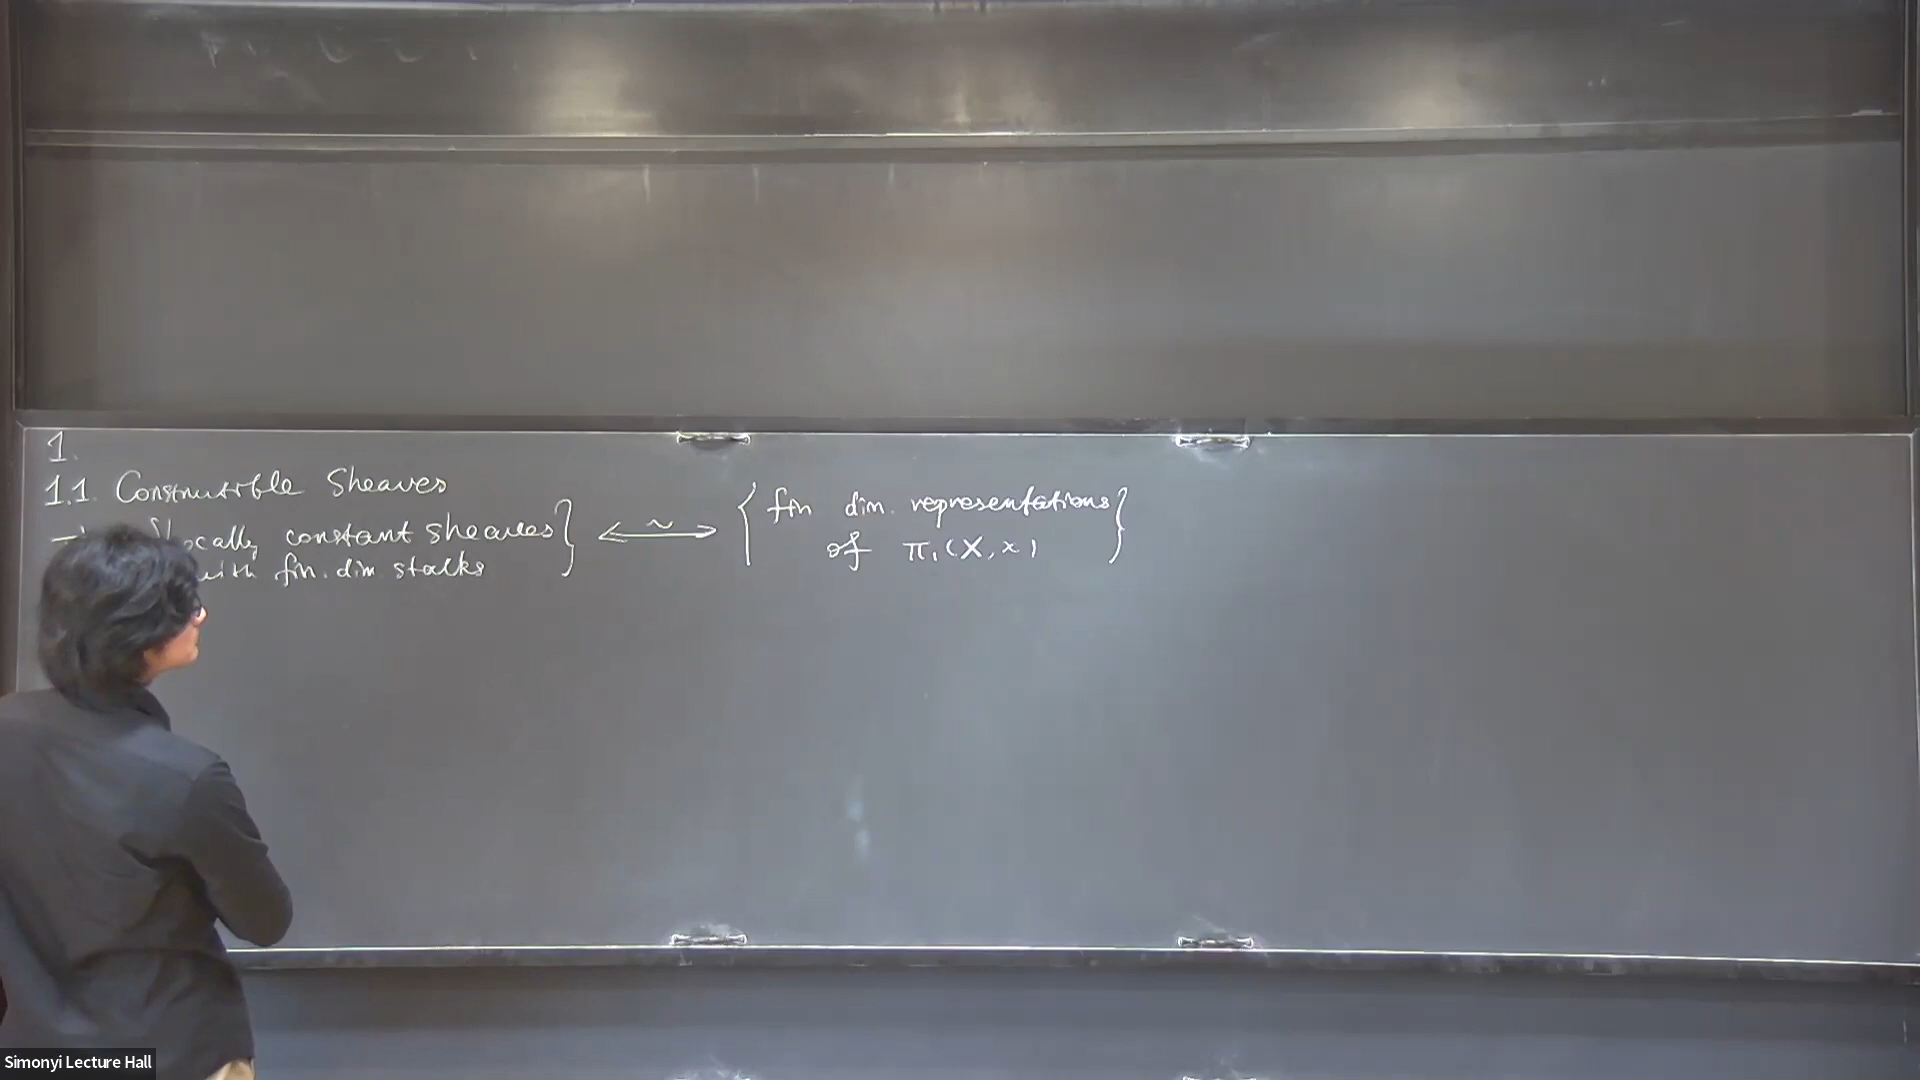 1.
1.1. Constructible Sheaves
locally constant sheaves } <~> { fin dim. representations }
with fin. dim stalks of π₁(X,x)
Simonyi Lecture Hall